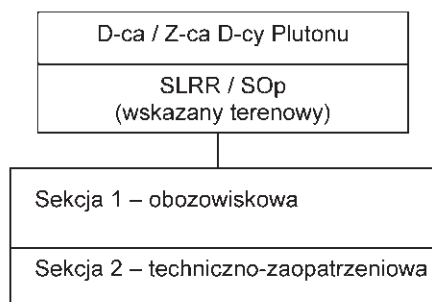 D-ca / Z-ca D-cy Plutonu
SLRR / SOp
(wskazany terenowy)
Sekcja 1 – obozowiskowa
Sekcja 2 – techniczno-zaopatrzeniowa